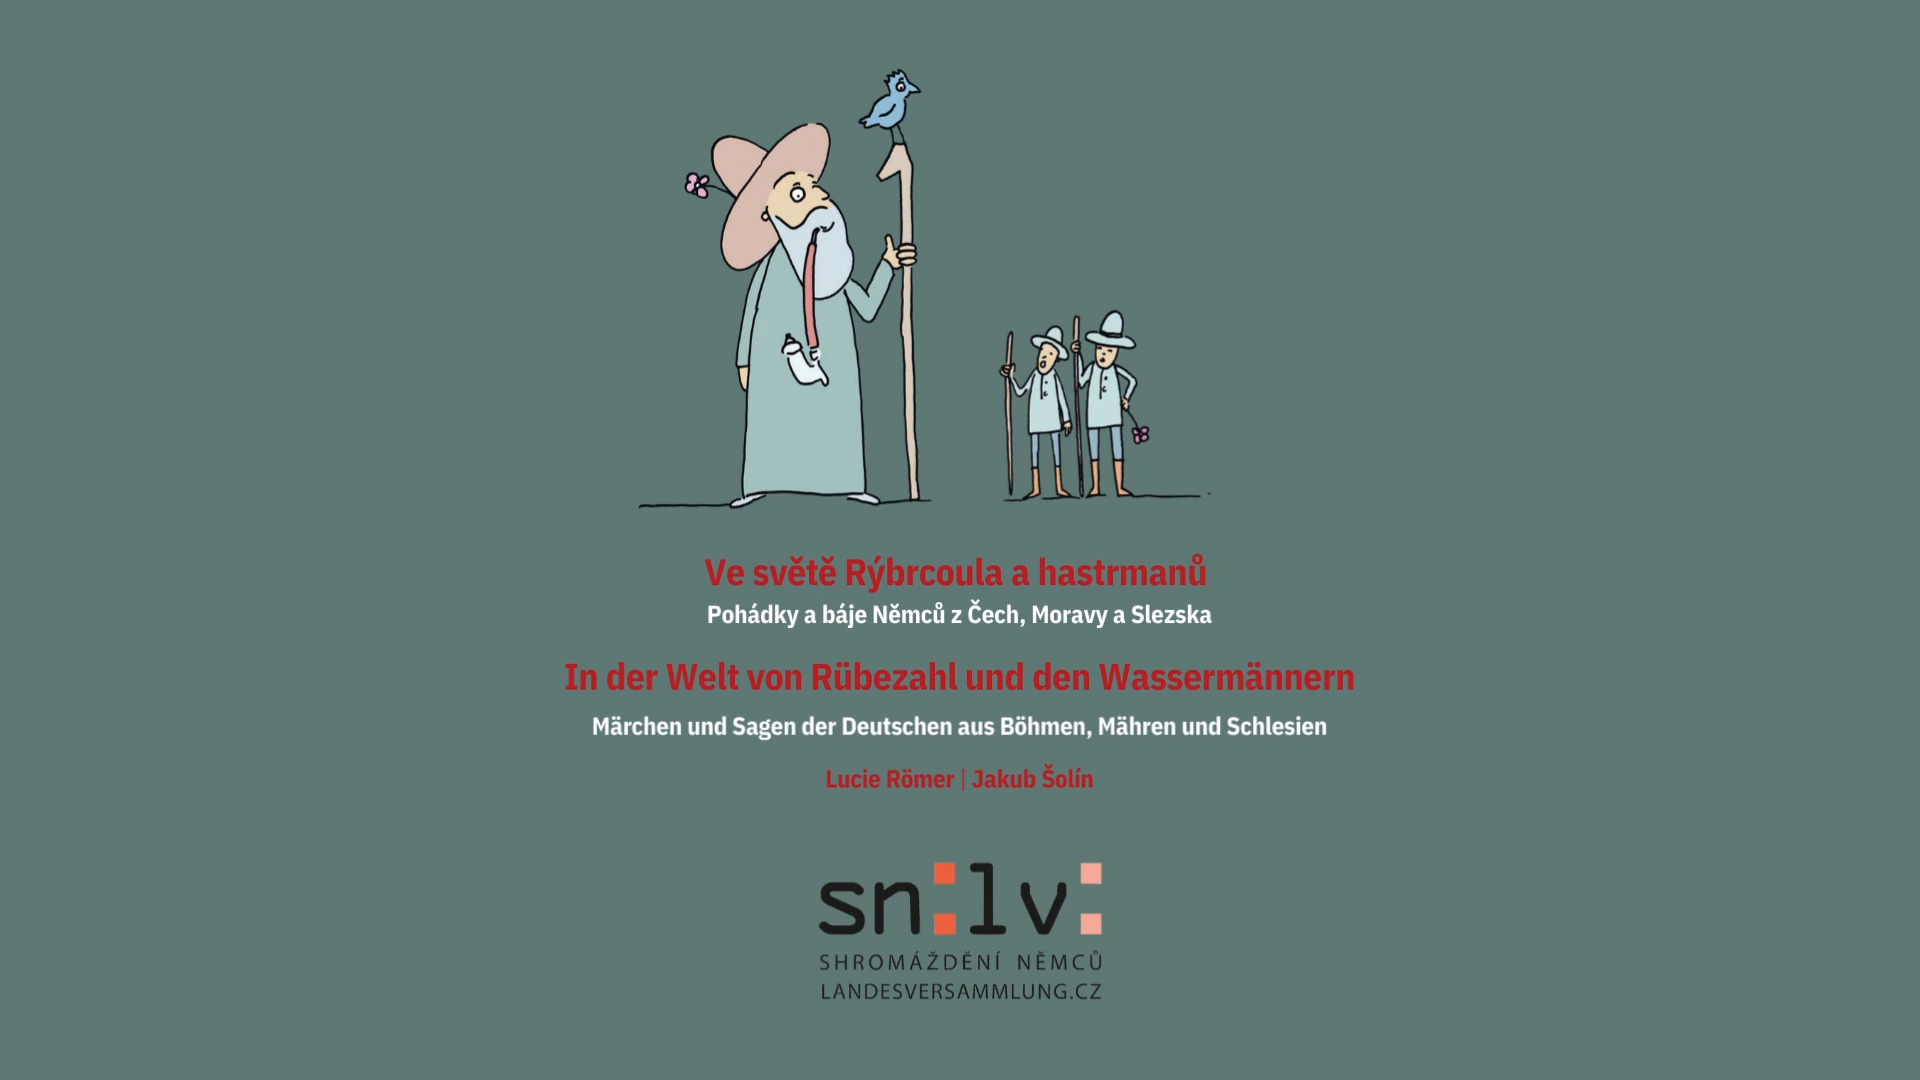 Ve světě Rýbrcoula a hastrmanů
Pohádky a báje Němců z Čech, Moravy a Slezska
In der Welt von Rübezahl und den Wassermännern
Märchen und Sagen der Deutschen aus Böhmen, Mähren und Schlesien
Lucie Römer | Jakub Šolín
sn:lv:
SHROMÁŽDĚNÍ NĚMCŮ
LANDESVERSAMMLUNG.CZ